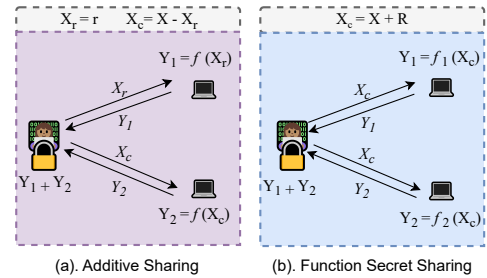 X_r = r    X_c = X - X_r
Y_1 = f (X_r)
X_r
Y_1
X_c
Y_2
Y_1 + Y_2
Y_2 = f(X_c)
(a). Additive Sharing
X_c = X + R
Y_1 = f_1 (X_c)
X_c
Y_1
X_c
Y_2
Y_1 + Y_2
Y_2 = f_2 (X_c)
(b). Function Secret Sharing